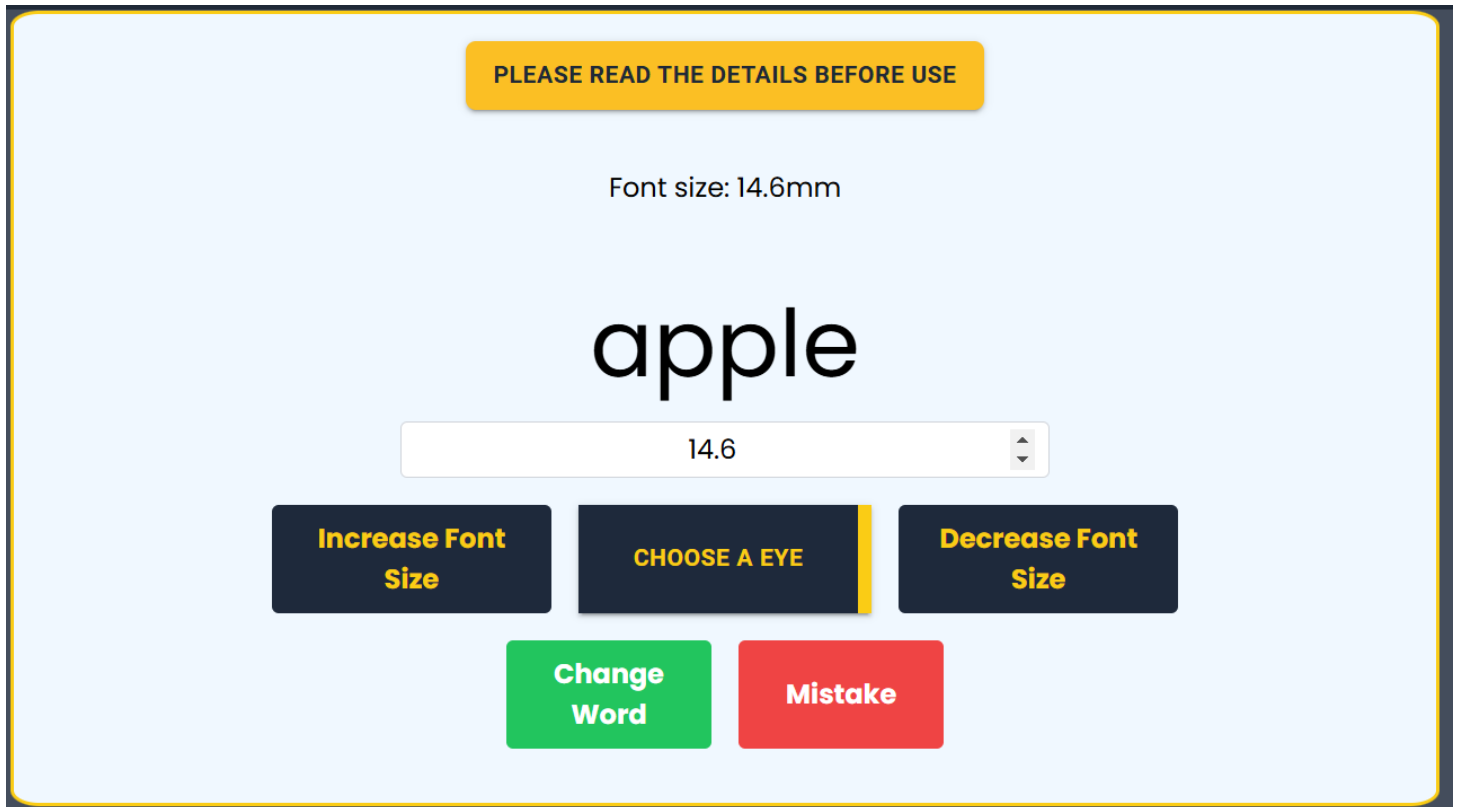 PLEASE READ THE DETAILS BEFORE USE
Font size: 14.6mm
apple
14.6
Increase Font
Size
CHOOSE A EYE
Decrease Font
Size
Change
Word
Mistake